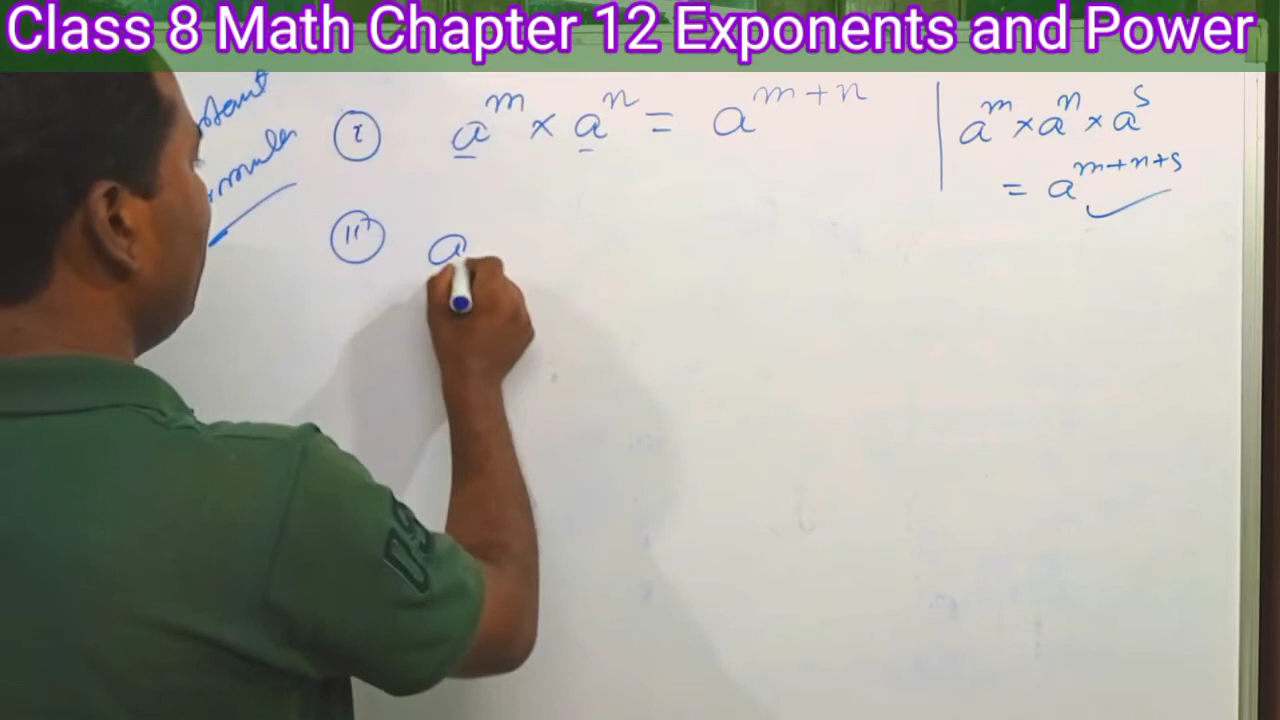 Class 8 Math Chapter 12 Exponents and Power
(i) a^m × a^n = a^{m+n}
a^m × a^n × a^s
= a^{m+n+s}
(ii) a